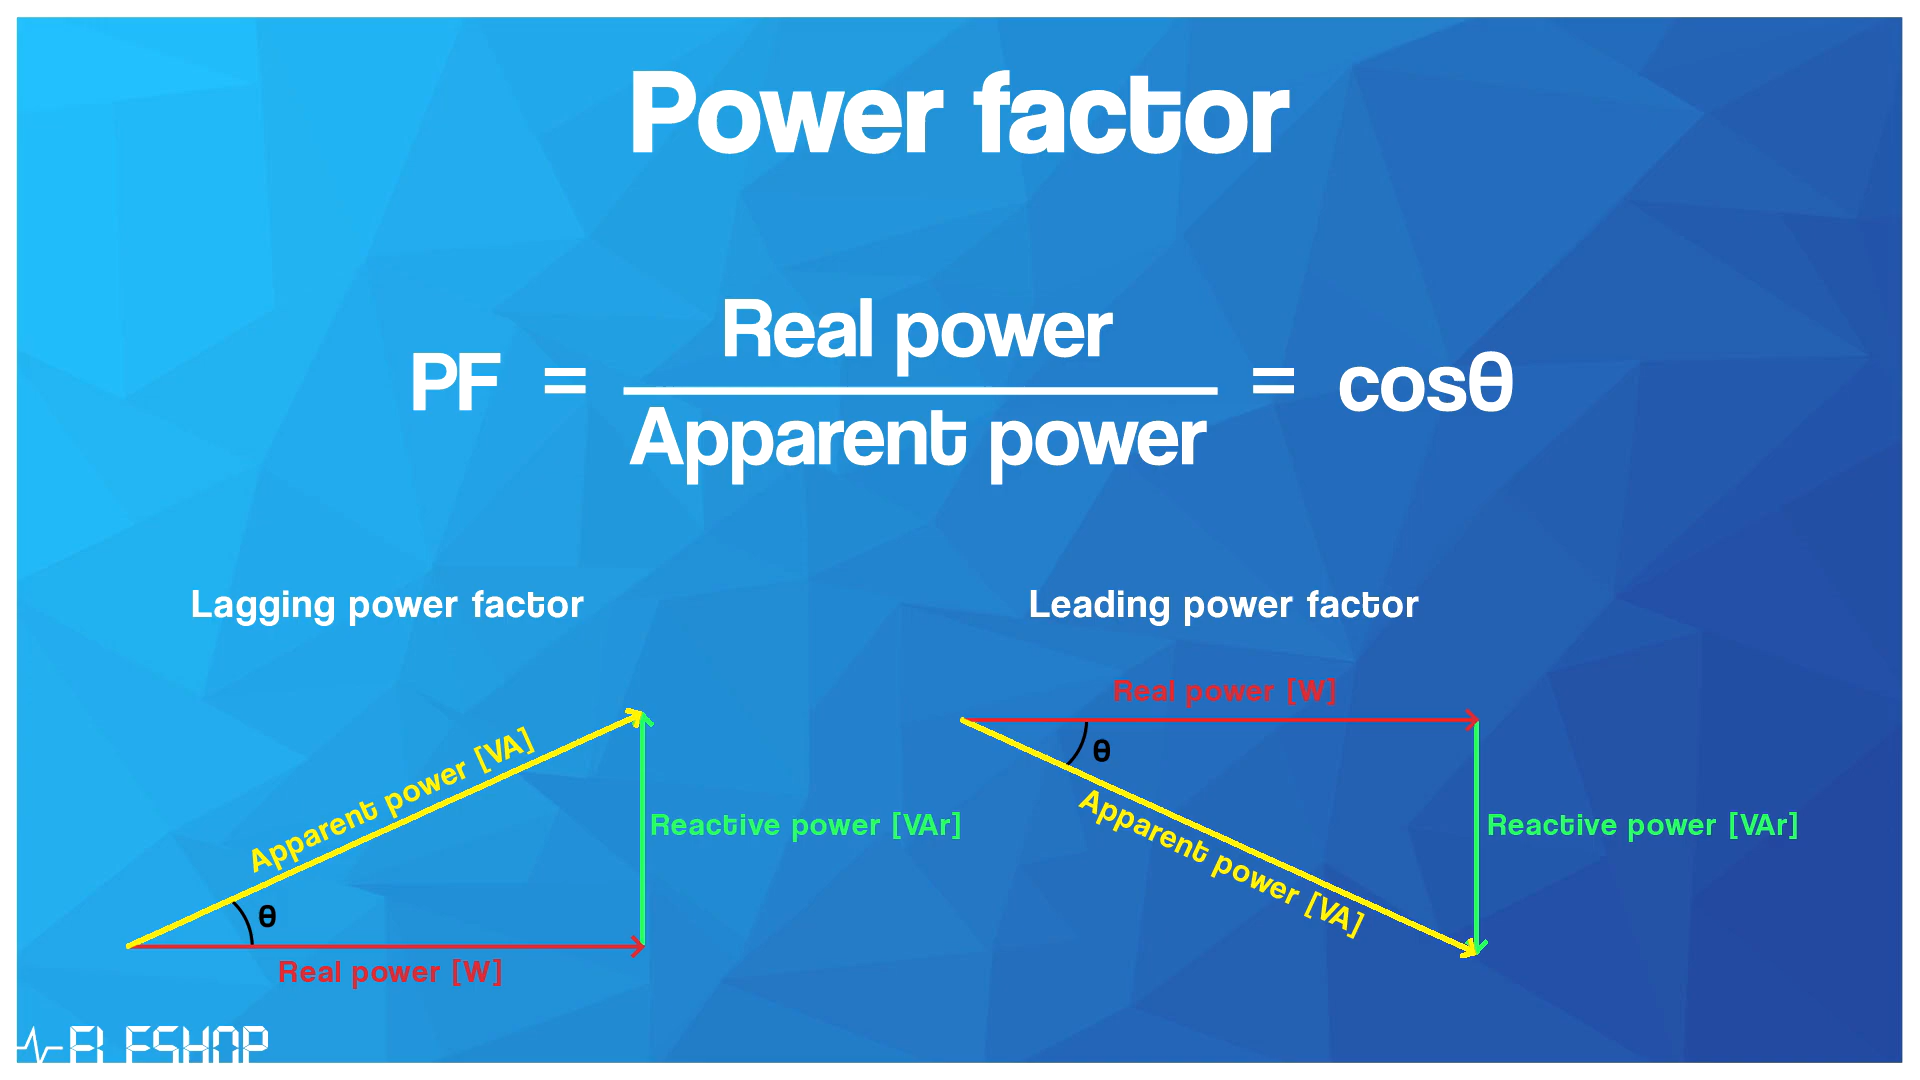 Power factor
PF = Real power / Apparent power = cosθ
Lagging power factor
Leading power factor
Apparent power [VA]
θ
Real power [W]
Reactive power [VAr]
Real power [W]
θ
Apparent power [VA]
Reactive power [VAr]
ELESHOP